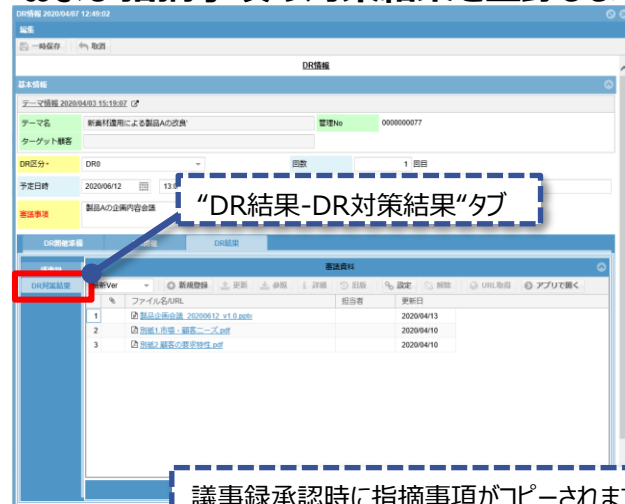 DR情報 2020/04/07 12:49:02
編集
一時保存 取消
DR情報
基本情報
テーマ情報 2020/04/03 15:19:07
テーマ名 新素材適用による製品Aの改良' 管理No 0000000077
ターゲット顧客
DR区分* DR0 回数 1 回目
予定日時 2020/06/12 13:0
審議事項 製品Aの企画内容会議
“DR結果-DR対策結果“タブ
DR開催準備 DR結果
DR対策結果
審議資料
最新Ver 新規登録 更新 参照 詳細 旧版 設定 解除 URL取得 アプリで開く
ファイル名/URL 担当者 更新日
1 製品企画会議_20200612_v1.0.pptx 2020/04/13
2 別紙1.市場・顧客ニーズ.pdf 2020/04/10
3 別紙2.顧客の要求特性.pdf 2020/04/10
議事録承認時に指摘事項がコピーされます